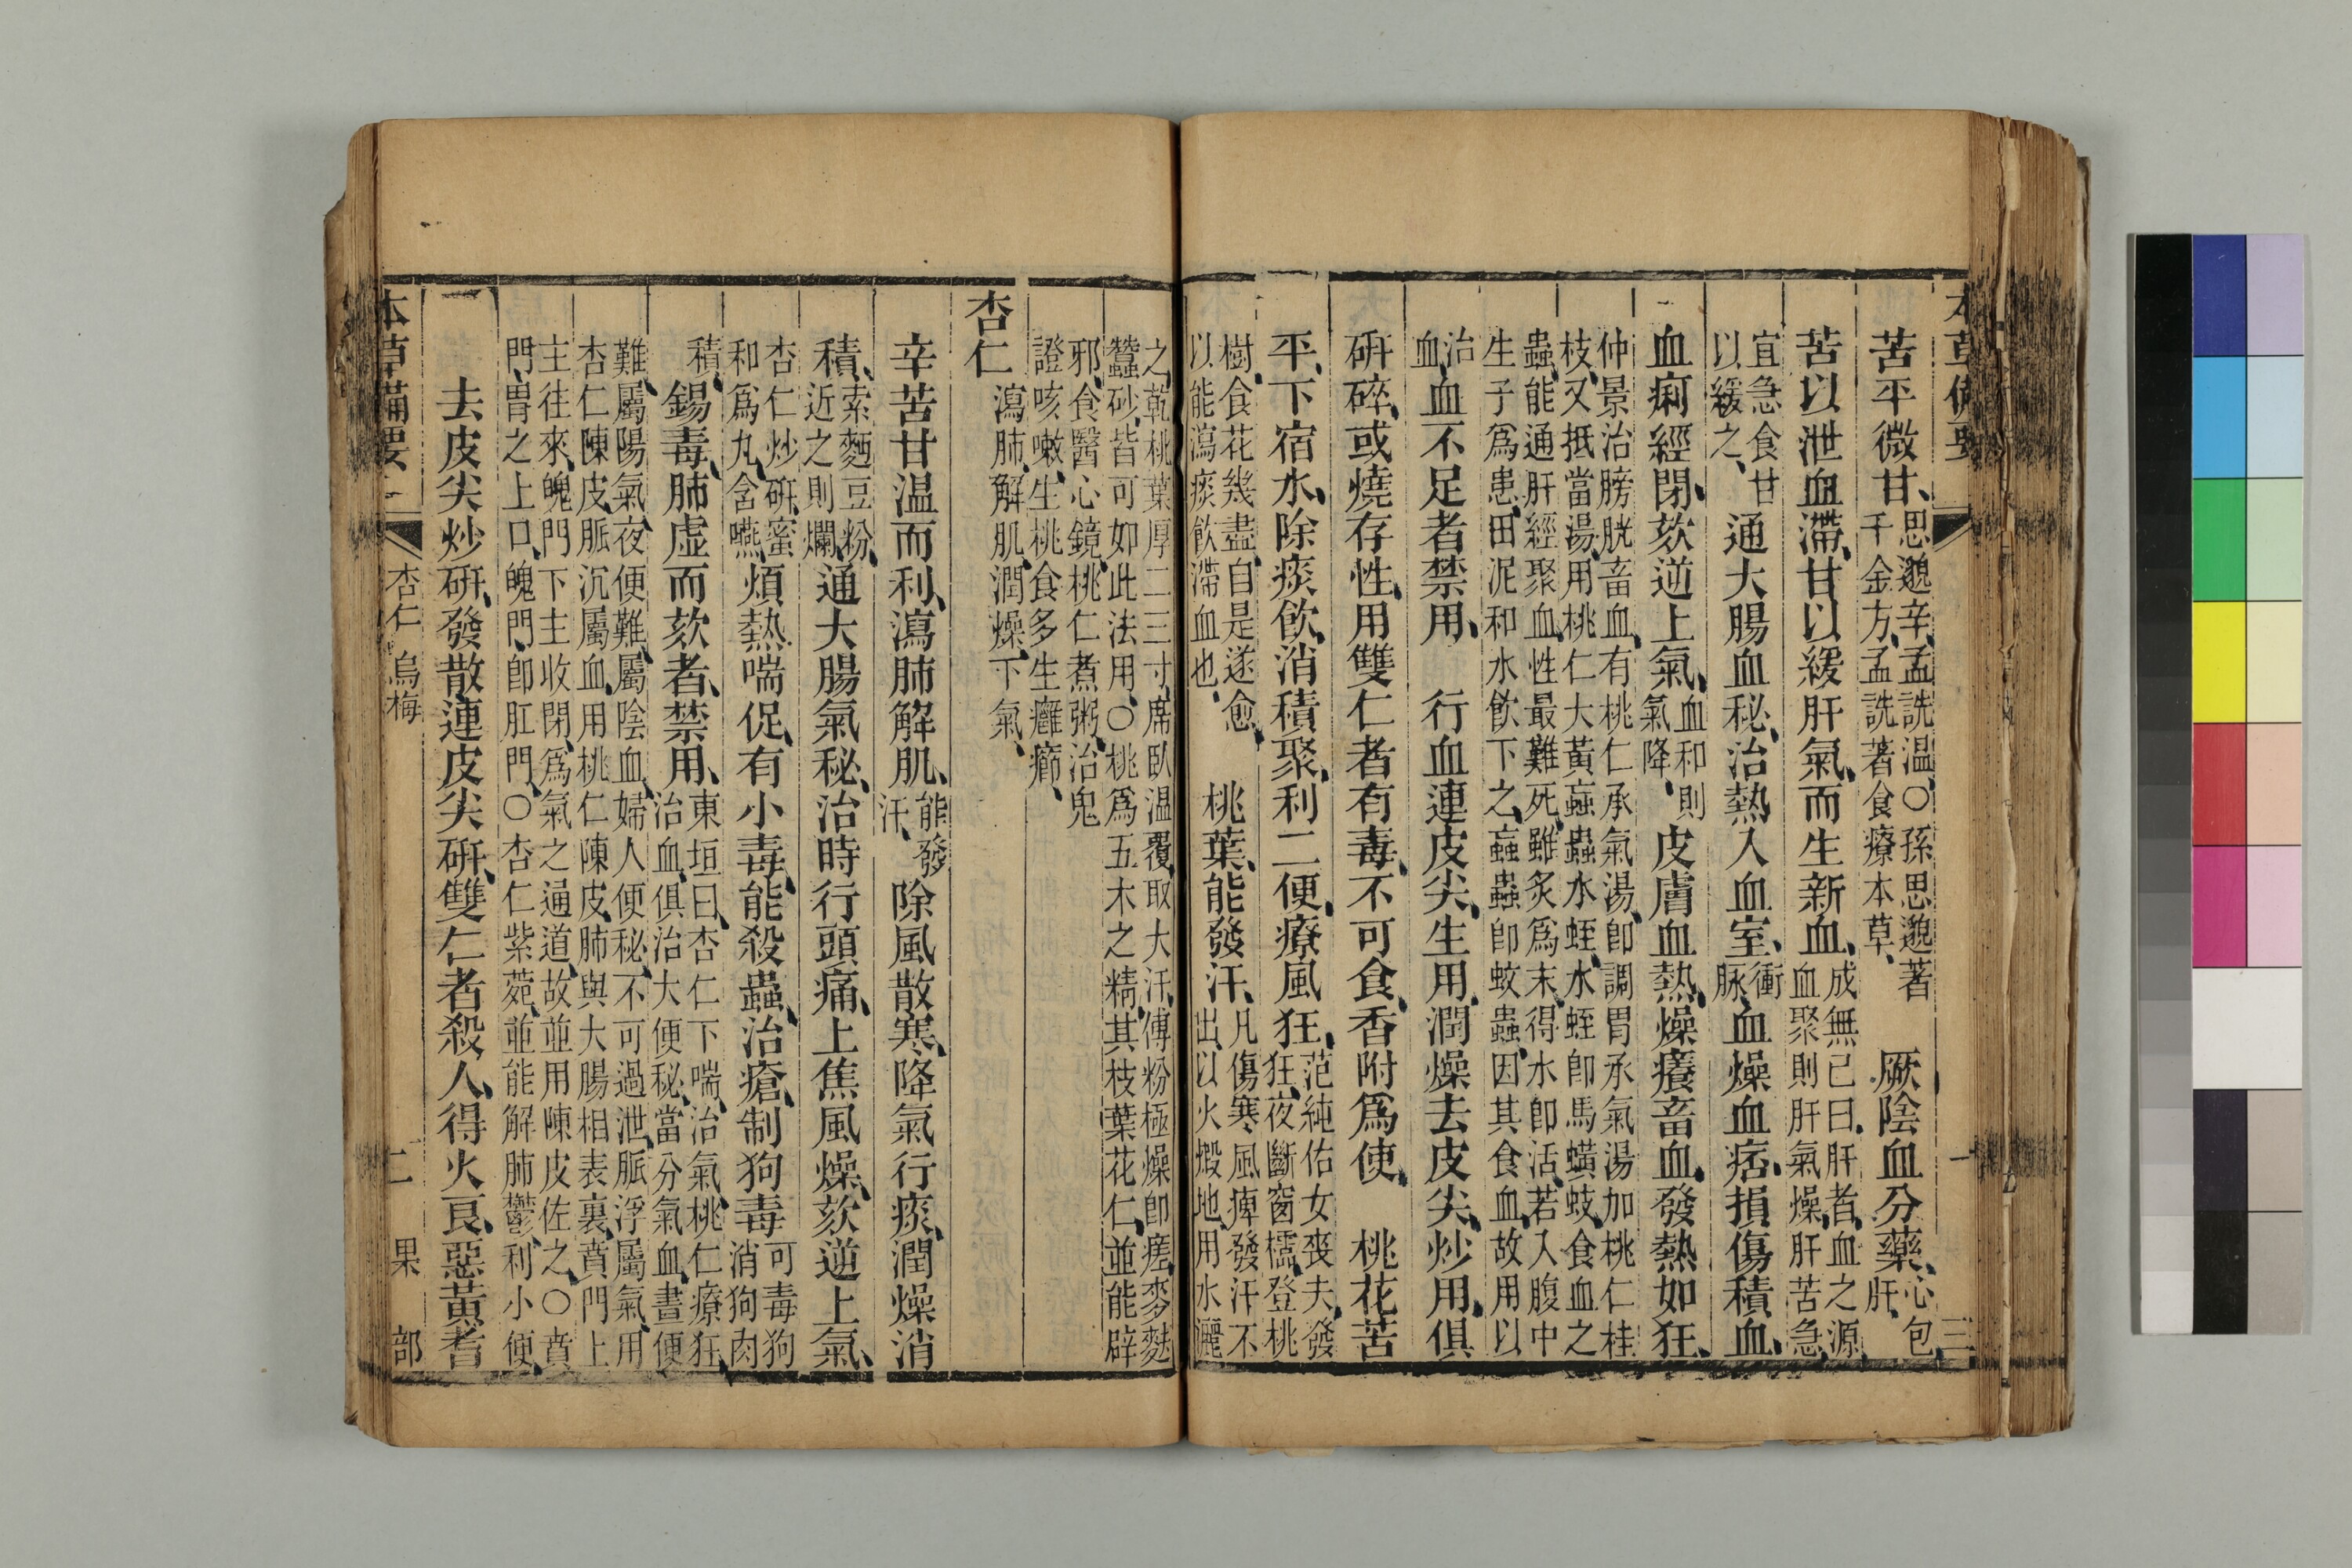 本草備要
一
三
苦平微甘、思邈辛、孟詵温、○孫思邈著千金方、孟詵著食療本草、厥陰血分藥、心包肝、
苦以泄血滯、甘以緩肝氣、而生新血、成無已曰、肝者血之源、血聚則肝氣燥、肝苦急、
宜急食甘以緩之、通大腸血秘、治熱入血室、衝脉血燥血痞、損傷積血、
血痢經閉、欬逆上氣、血和則氣降、皮膚血熱、燥癢畜血、發熱如狂、
仲景治膀胱畜血、有桃仁承氣湯、卽調胃承氣湯加桃仁桂枝、又抵當湯、用桃仁大黃䖟蟲水蛭、水蛭卽馬蟥蚑食血之
蟲、能通肝經聚血、性最難死、雖炙爲末、得水卽活、若入腹中生子爲患、田泥和水飮下之、䖟蟲卽蚊蟲、因其食血、故用以
治血、血不足者禁用、行血連皮尖、生用、潤燥去皮尖、炒用、俱
硏碎、或燒存性、用雙仁者有毒、不可食、香附爲使、桃花苦
平、下宿水、除痰飲、消積聚、利二便、療風狂、范純佑女喪夫、發狂、夜斷窗櫺、登桃
樹、食花幾盡、自是遂愈、以能瀉痰飮滯血也、桃葉、能發汗、凡傷寒風痺發汗不出、以火煅地、用水灑
之、乾桃葉厚二三寸、席臥温覆、取大汗、傅粉極燥卽瘥、麥麩蠶砂、皆可如此法用、○桃爲五木之精、其枝葉花仁、並能辟
邪、食醫心鏡、桃仁煮粥、治鬼證咳嗽、生桃食多生癰癤、
杏仁瀉肺、解肌、潤燥、下氣、
辛苦甘温而利、瀉肺解肌、能發汗、除風散寒、降氣行痰、潤燥消
積、索麵豆粉、近之則爛、通大腸氣秘、治時行頭痛、上焦風燥、欬逆上氣、
杏仁炒硏、蜜和爲丸、含嚥、煩熱喘促、有小毒、能殺蟲、治瘡、制狗毒可毒狗消狗肉
積、錫毒、肺虛而欬者、禁用、東垣曰、杏仁下喘、治氣、桃仁療狂、治血、俱治大便秘、當分氣血、晝便
難、屬陽氣、夜便難、屬陰血、婦人便秘、不可過泄、脈浮屬氣、用杏仁陳皮、脈沉屬血、用桃仁陳皮、肺與大腸相表裏、賁門上
主往來、魄門下主收閉、爲氣之通道、故並用陳皮佐之、○賁門、胃之上口、魄門、卽肛門、○杏仁紫菀、並能解肺鬱、利小便、
去皮尖炒硏、發散連皮尖硏、雙仁者殺人、得火良、惡黃耆
本草備要
杏仁 烏梅
二
果部